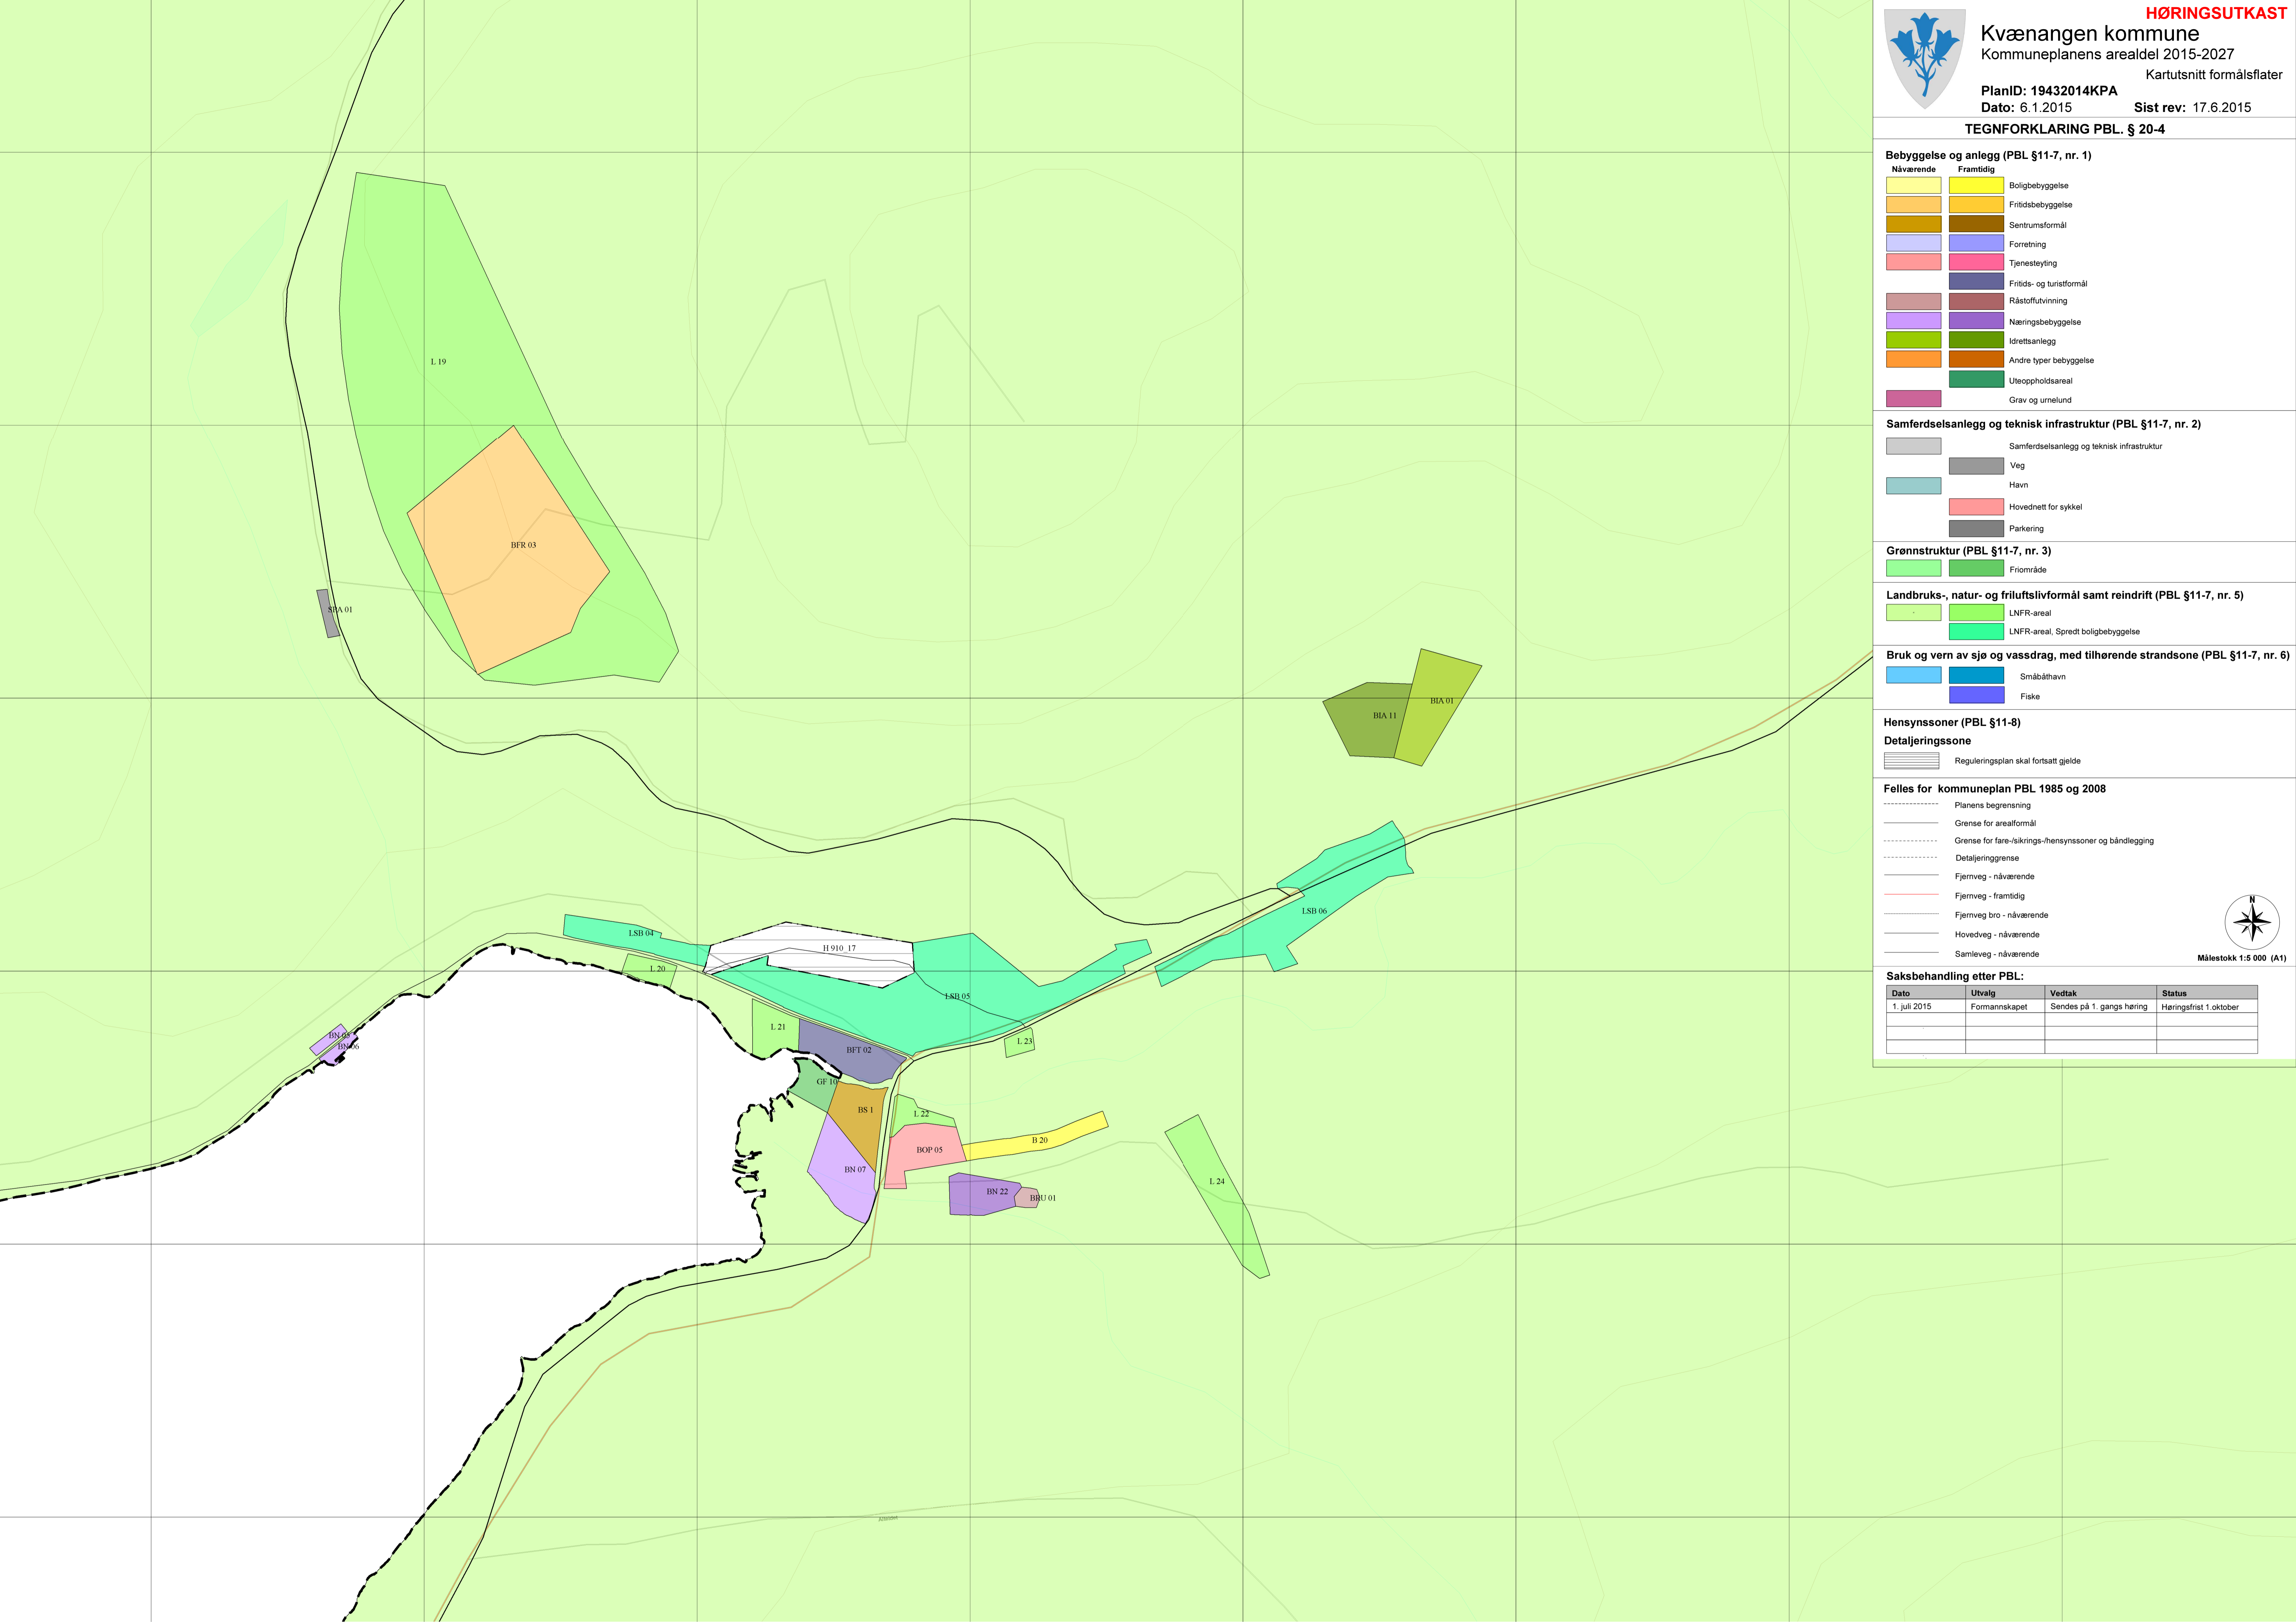 HØRINGSUTKAST
Kvænangen kommune
Kommuneplanens arealdel 2015-2027
Kartutsnitt formålsflater
PlanID: 19432014KPA
Dato: 6.1.2015 Sist rev: 17.6.2015
TEGNFORKLARING PBL. § 20-4
Bebyggelse og anlegg (PBL §11-7, nr. 1)
Nåværende Framtidig
Boligbebyggelse
Fritidsbebyggelse
Sentrumsformål
Forretning
Tjenesteyting
Fritids- og turistformål
Råstoffutvinning
Næringsbebyggelse
Idrettsanlegg
Andre typer bebyggelse
Uteoppholdsareal
Grav og urnelund
Samferdselsanlegg og teknisk infrastruktur (PBL §11-7, nr. 2)
Samferdselsanlegg og teknisk infrastruktur
Veg
Havn
Hovednett for sykkel
Parkering
Grønnstruktur (PBL §11-7, nr. 3)
Friområde
Landbruks-, natur- og friluftslivformål samt reindrift (PBL §11-7, nr. 5)
LNFR-areal
LNFR-areal, Spredt boligbebyggelse
Bruk og vern av sjø og vassdrag, med tilhørende strandsone (PBL §11-7, nr. 6)
Småbåthavn
Fiske
Hensynssoner (PBL §11-8)
Detaljeringssone
Reguleringsplan skal fortsatt gjelde
Felles for kommuneplan PBL 1985 og 2008
Planens begrensning
Grense for arealformål
Grense for fare-/sikrings-/hensynssoner og båndlegging
Detaljeringgrense
Fjernveg - nåværende
Fjernveg - framtidig
Fjernveg bro - nåværende
Hovedveg - nåværende
Samleveg - nåværende
N
Målestokk 1:5 000 (A1)
Saksbehandling etter PBL:
Dato Utvalg Vedtak Status
1. juli 2015 Formannskapet Sendes på 1. gangs høring Høringsfrist 1.oktober
L 19
BFR 03
SPA 01
BIA 11
BIA 01
LSB 06
LSB 04
H 910_17
L 20
LSB 05
L 21
BN 05
BN 06
BFT 02
L 23
GF 10
BS 1
L 22
B 20
BOP 05
BN 07
L 24
BN 22
BRU 01